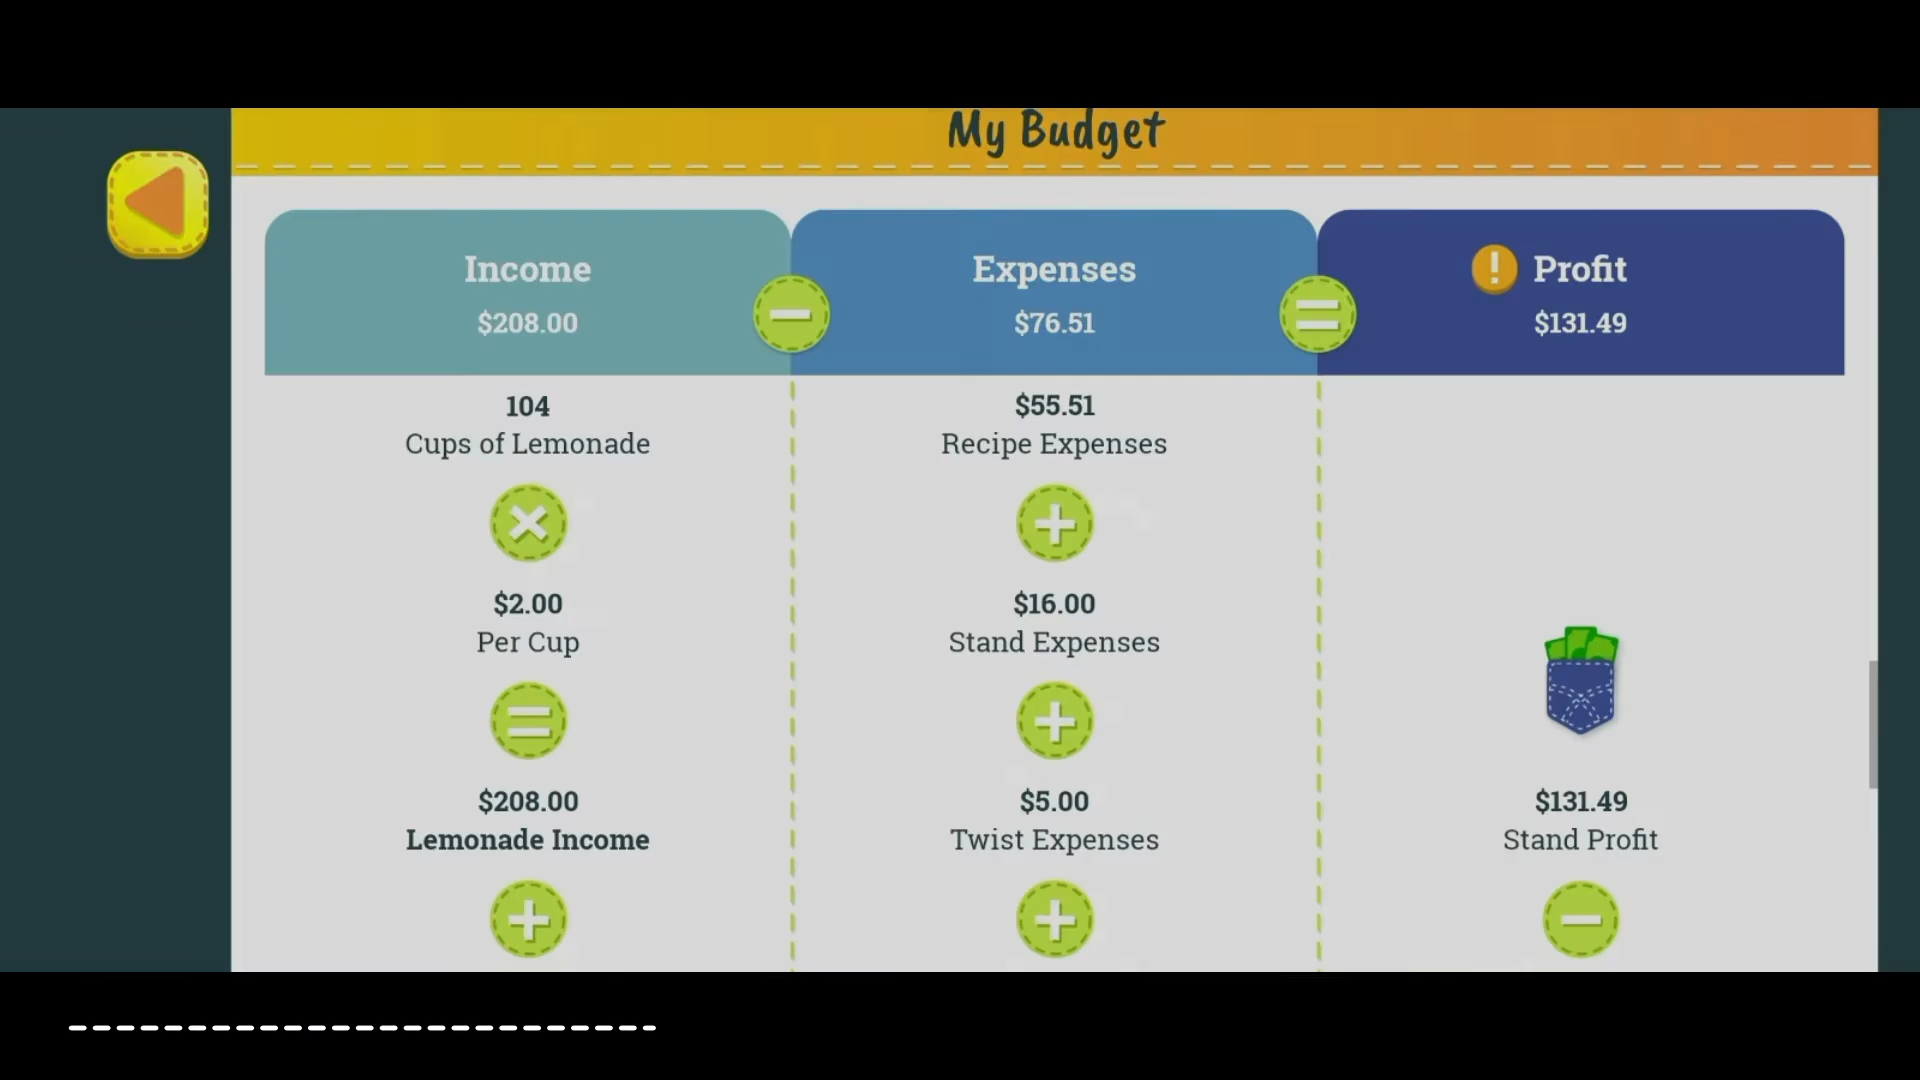 My Budget
Income
$208.00
Expenses
$76.51
! Profit
$131.49
104
Cups of Lemonade
$2.00
Per Cup
$208.00
Lemonade Income
$55.51
Recipe Expenses
$16.00
Stand Expenses
$5.00
Twist Expenses
$131.49
Stand Profit